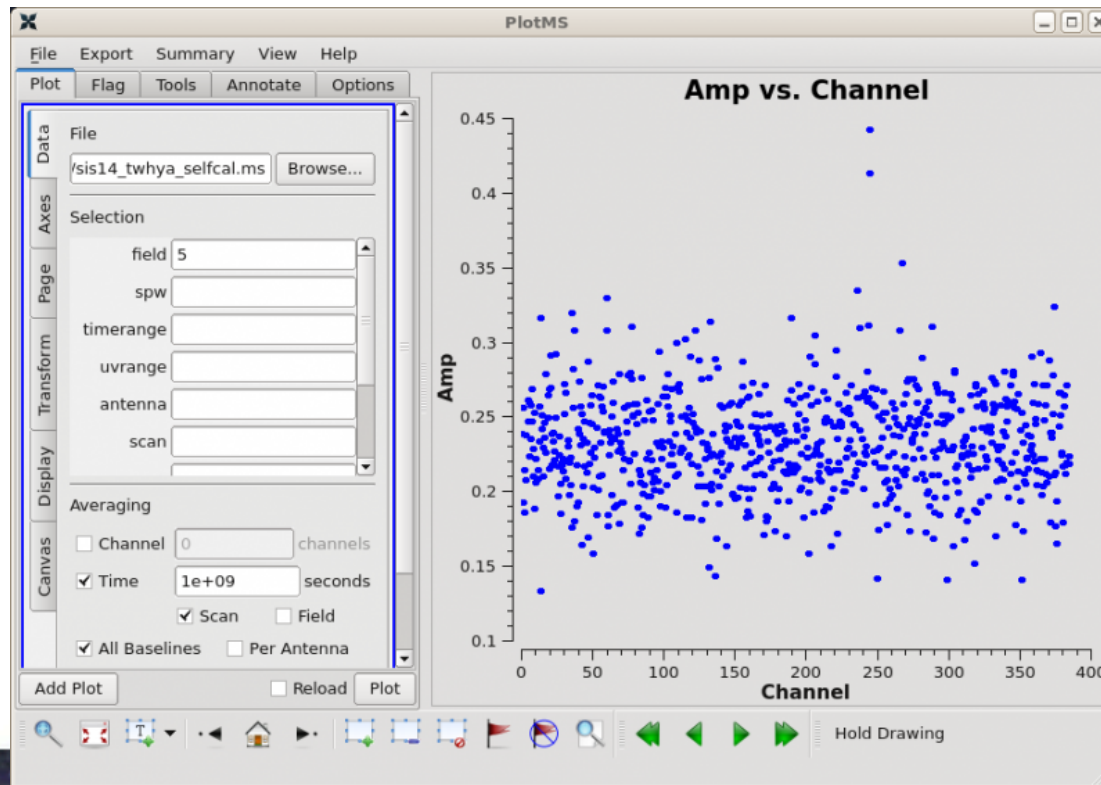 PlotMS
File Export Summary View Help
Plot Flag Tools Annotate Options
Data
Axes
Page
Transform
Display
Canvas
File
/sis14_twhya_selfcal.ms Browse...
Selection
field 5
spw
timerange
uvrange
antenna
scan
Averaging
Channel 0 channels
Time 1e+09 seconds
Scan Field
All Baselines Per Antenna
Add Plot Reload Plot
Amp vs. Channel
Amp
0.45
0.4
0.35
0.3
0.25
0.2
0.15
0.1
0 50 100 150 200 250 300 350 400
Channel
T
Hold Drawing